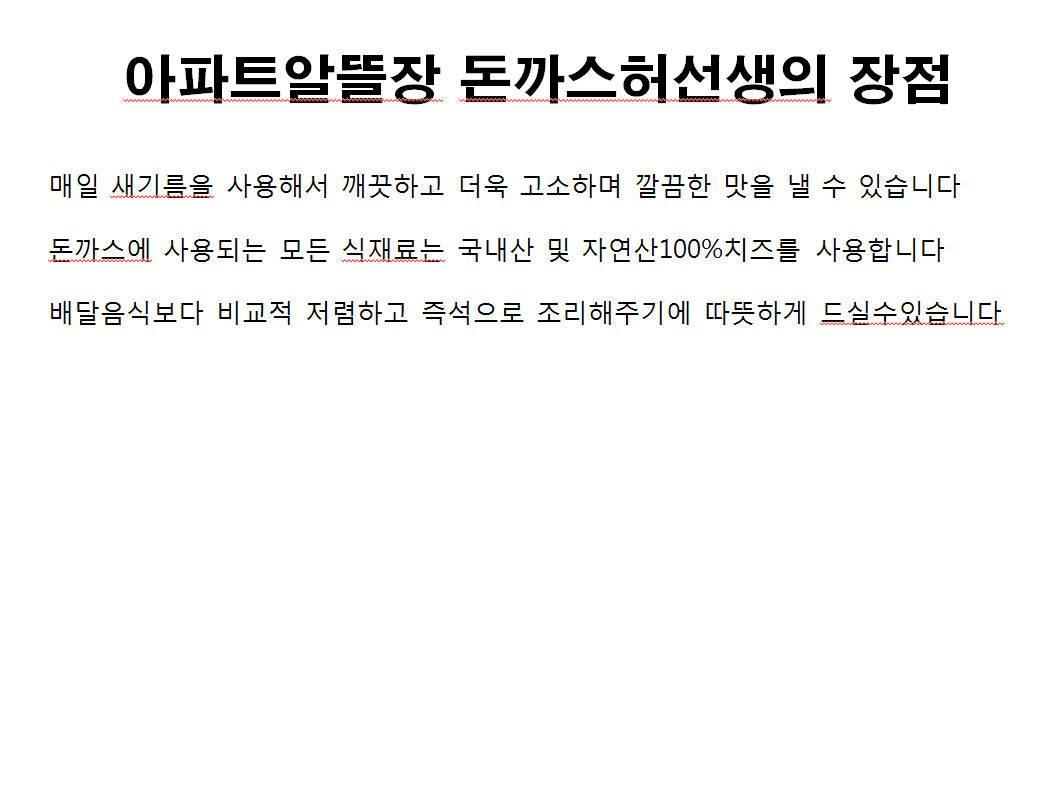 아파트알뜰장 돈까스허선생의 장점
매일 새기름을 사용해서 깨끗하고 더욱 고소하며 깔끔한 맛을 낼 수 있습니다
돈까스에 사용되는 모든 식재료는 국내산 및 자연산100%치즈를 사용합니다
배달음식보다 비교적 저렴하고 즉석으로 조리해주기에 따뜻하게 드실수있습니다